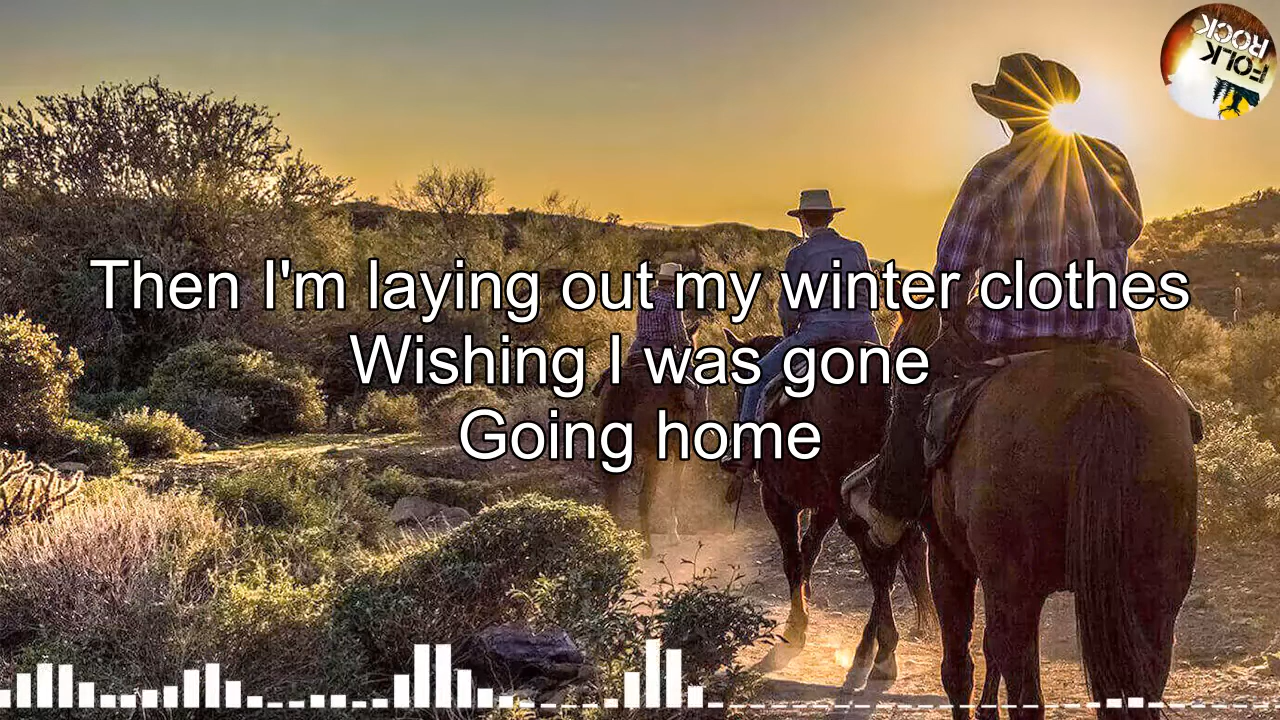 Then I'm laying out my winter clothes
Wishing I was gone
Going home
ROCK
FOLK